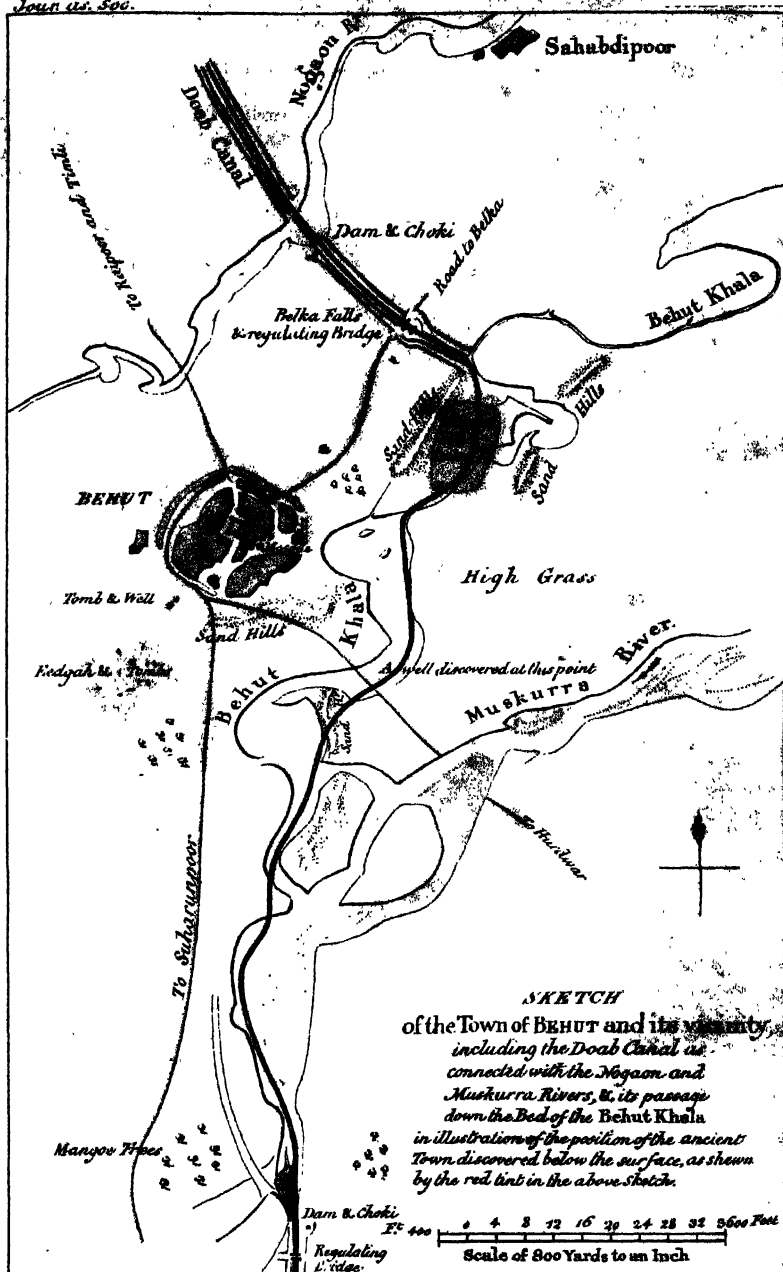 Jour. as. Soc.
Nogaon R.
Sahabdipoor
Doab Canal
To Raipoor and Timli
Dam & Choki
Road to Belka
Belka Falls
& regulating Bridge
Behut Khala
Hills
Sand Hills
Sand
BEHUT
High Grass
Tomb & Well
Sand Hills
Khala
Eedgah & Tombs
Behut
A well discovered at this point
Muskurra River.
Sand
To Hurdwar
To Saharunpoor
SKETCH
of the Town of BEHUT and its vicinity,
including the Doab Canal as
connected with the Nogaon and
Muskurra Rivers, &, its passage
down the Bed of the Behut Khala
in illustration of the position of the ancient
Town discovered below the surface, as shewn
by the red tint in the above sketch.
Mangoe Trees
Dam & Choki
Ft. 400 0 4 8 12 16 20 24 28 32 3600 Feet
Scale of 800 Yards to an Inch
Regulating
Bridge